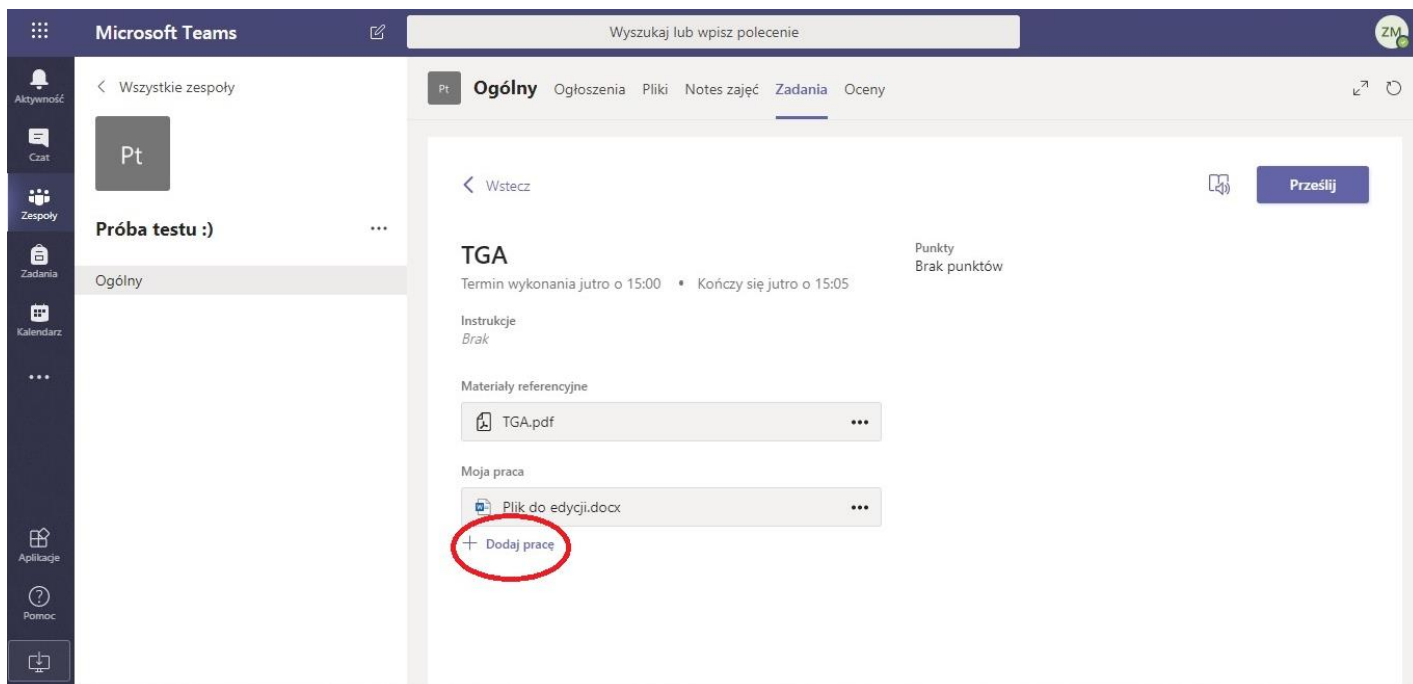 Microsoft Teams
Wyszukaj lub wpisz polecenie
ZM
Aktywność
Czat
Zespoły
Zadania
Kalendarz
Aplikacje
Pomoc
Wszystkie zespoły
Pt
Próba testu :)
Ogólny
Pt Ogólny Ogłoszenia Pliki Notes zajęć Zadania Oceny
Wstecz
Prześlij
TGA
Termin wykonania jutro o 15:00 • Kończy się jutro o 15:05
Punkty
Brak punktów
Instrukcje
Brak
Materiały referencyjne
TGA.pdf
Moja praca
Plik do edycji.docx
+ Dodaj pracę